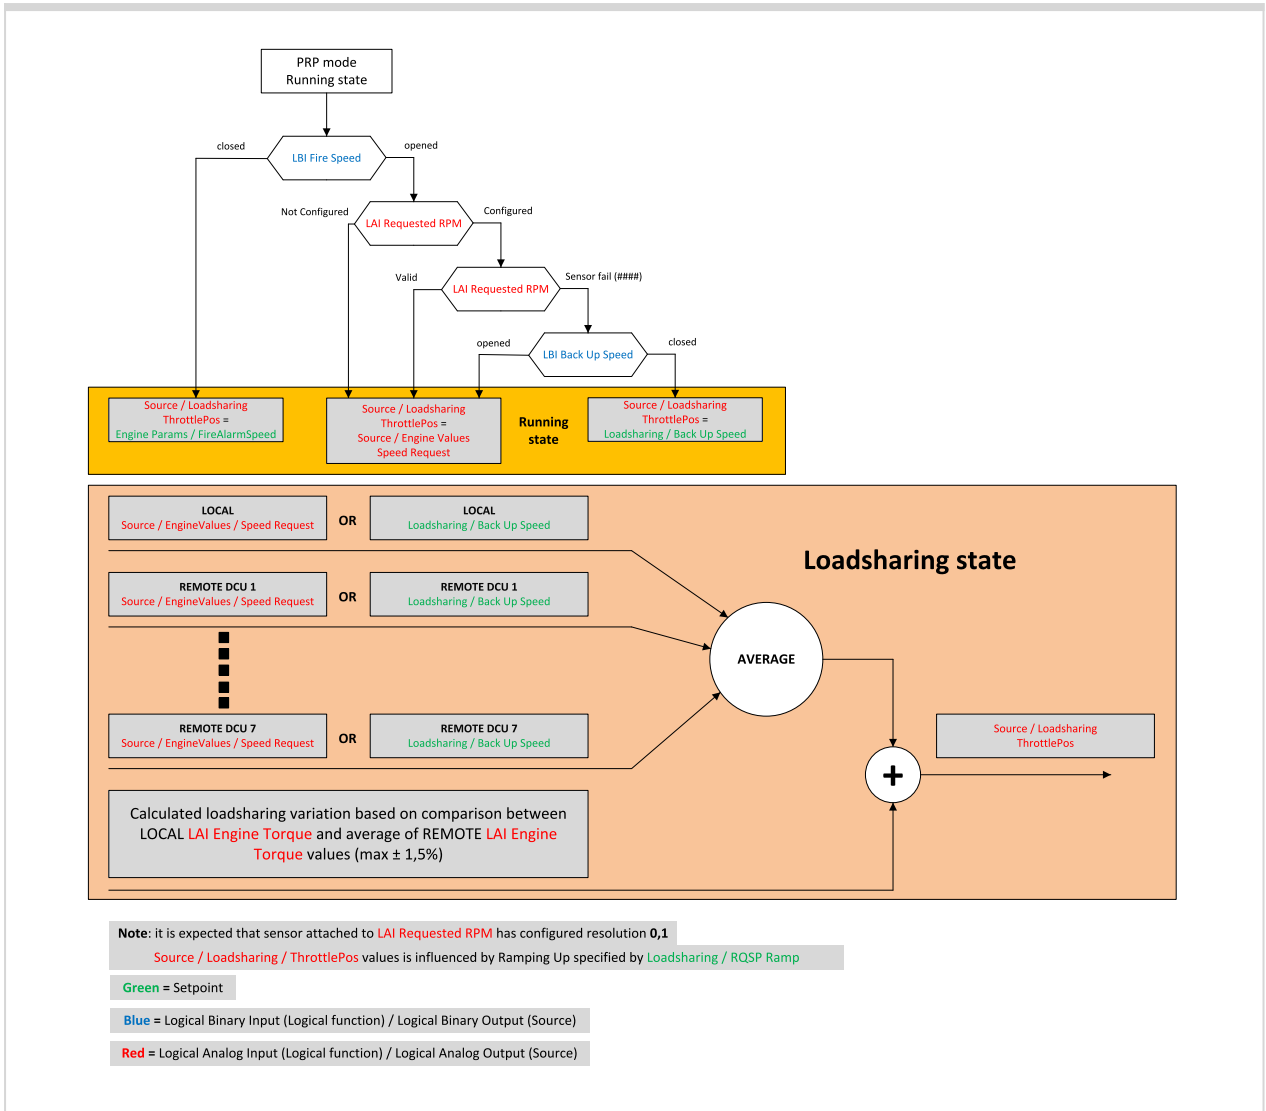 PRP mode
Running state
closed
LBI Fire Speed
opened
Not Configured
LAI Requested RPM
Configured
Valid
LAI Requested RPM
Sensor fail (####)
opened
LBI Back Up Speed
closed
Source / Loadsharing
ThrottlePos =
Engine Params / FireAlarmSpeed
Source / Loadsharing
ThrottlePos =
Source / Engine Values
Speed Request
Running
state
Source / Loadsharing
ThrottlePos =
Loadsharing / Back Up Speed
LOCAL
Source / EngineValues / Speed Request
OR
LOCAL
Loadsharing / Back Up Speed
Loadsharing state
REMOTE DCU 1
Source / EngineValues / Speed Request
OR
REMOTE DCU 1
Loadsharing / Back Up Speed
AVERAGE
REMOTE DCU 7
Source / EngineValues / Speed Request
OR
REMOTE DCU 7
Loadsharing / Back Up Speed
Source / Loadsharing
ThrottlePos
+
Calculated loadsharing variation based on comparison between
LOCAL LAI Engine Torque and average of REMOTE LAI Engine
Torque values (max ± 1,5%)
Note: it is expected that sensor attached to LAI Requested RPM has configured resolution 0,1
Source / Loadsharing / ThrottlePos values is influenced by Ramping Up specified by Loadsharing / RQSP Ramp
Green = Setpoint
Blue = Logical Binary Input (Logical function) / Logical Binary Output (Source)
Red = Logical Analog Input (Logical function) / Logical Analog Output (Source)